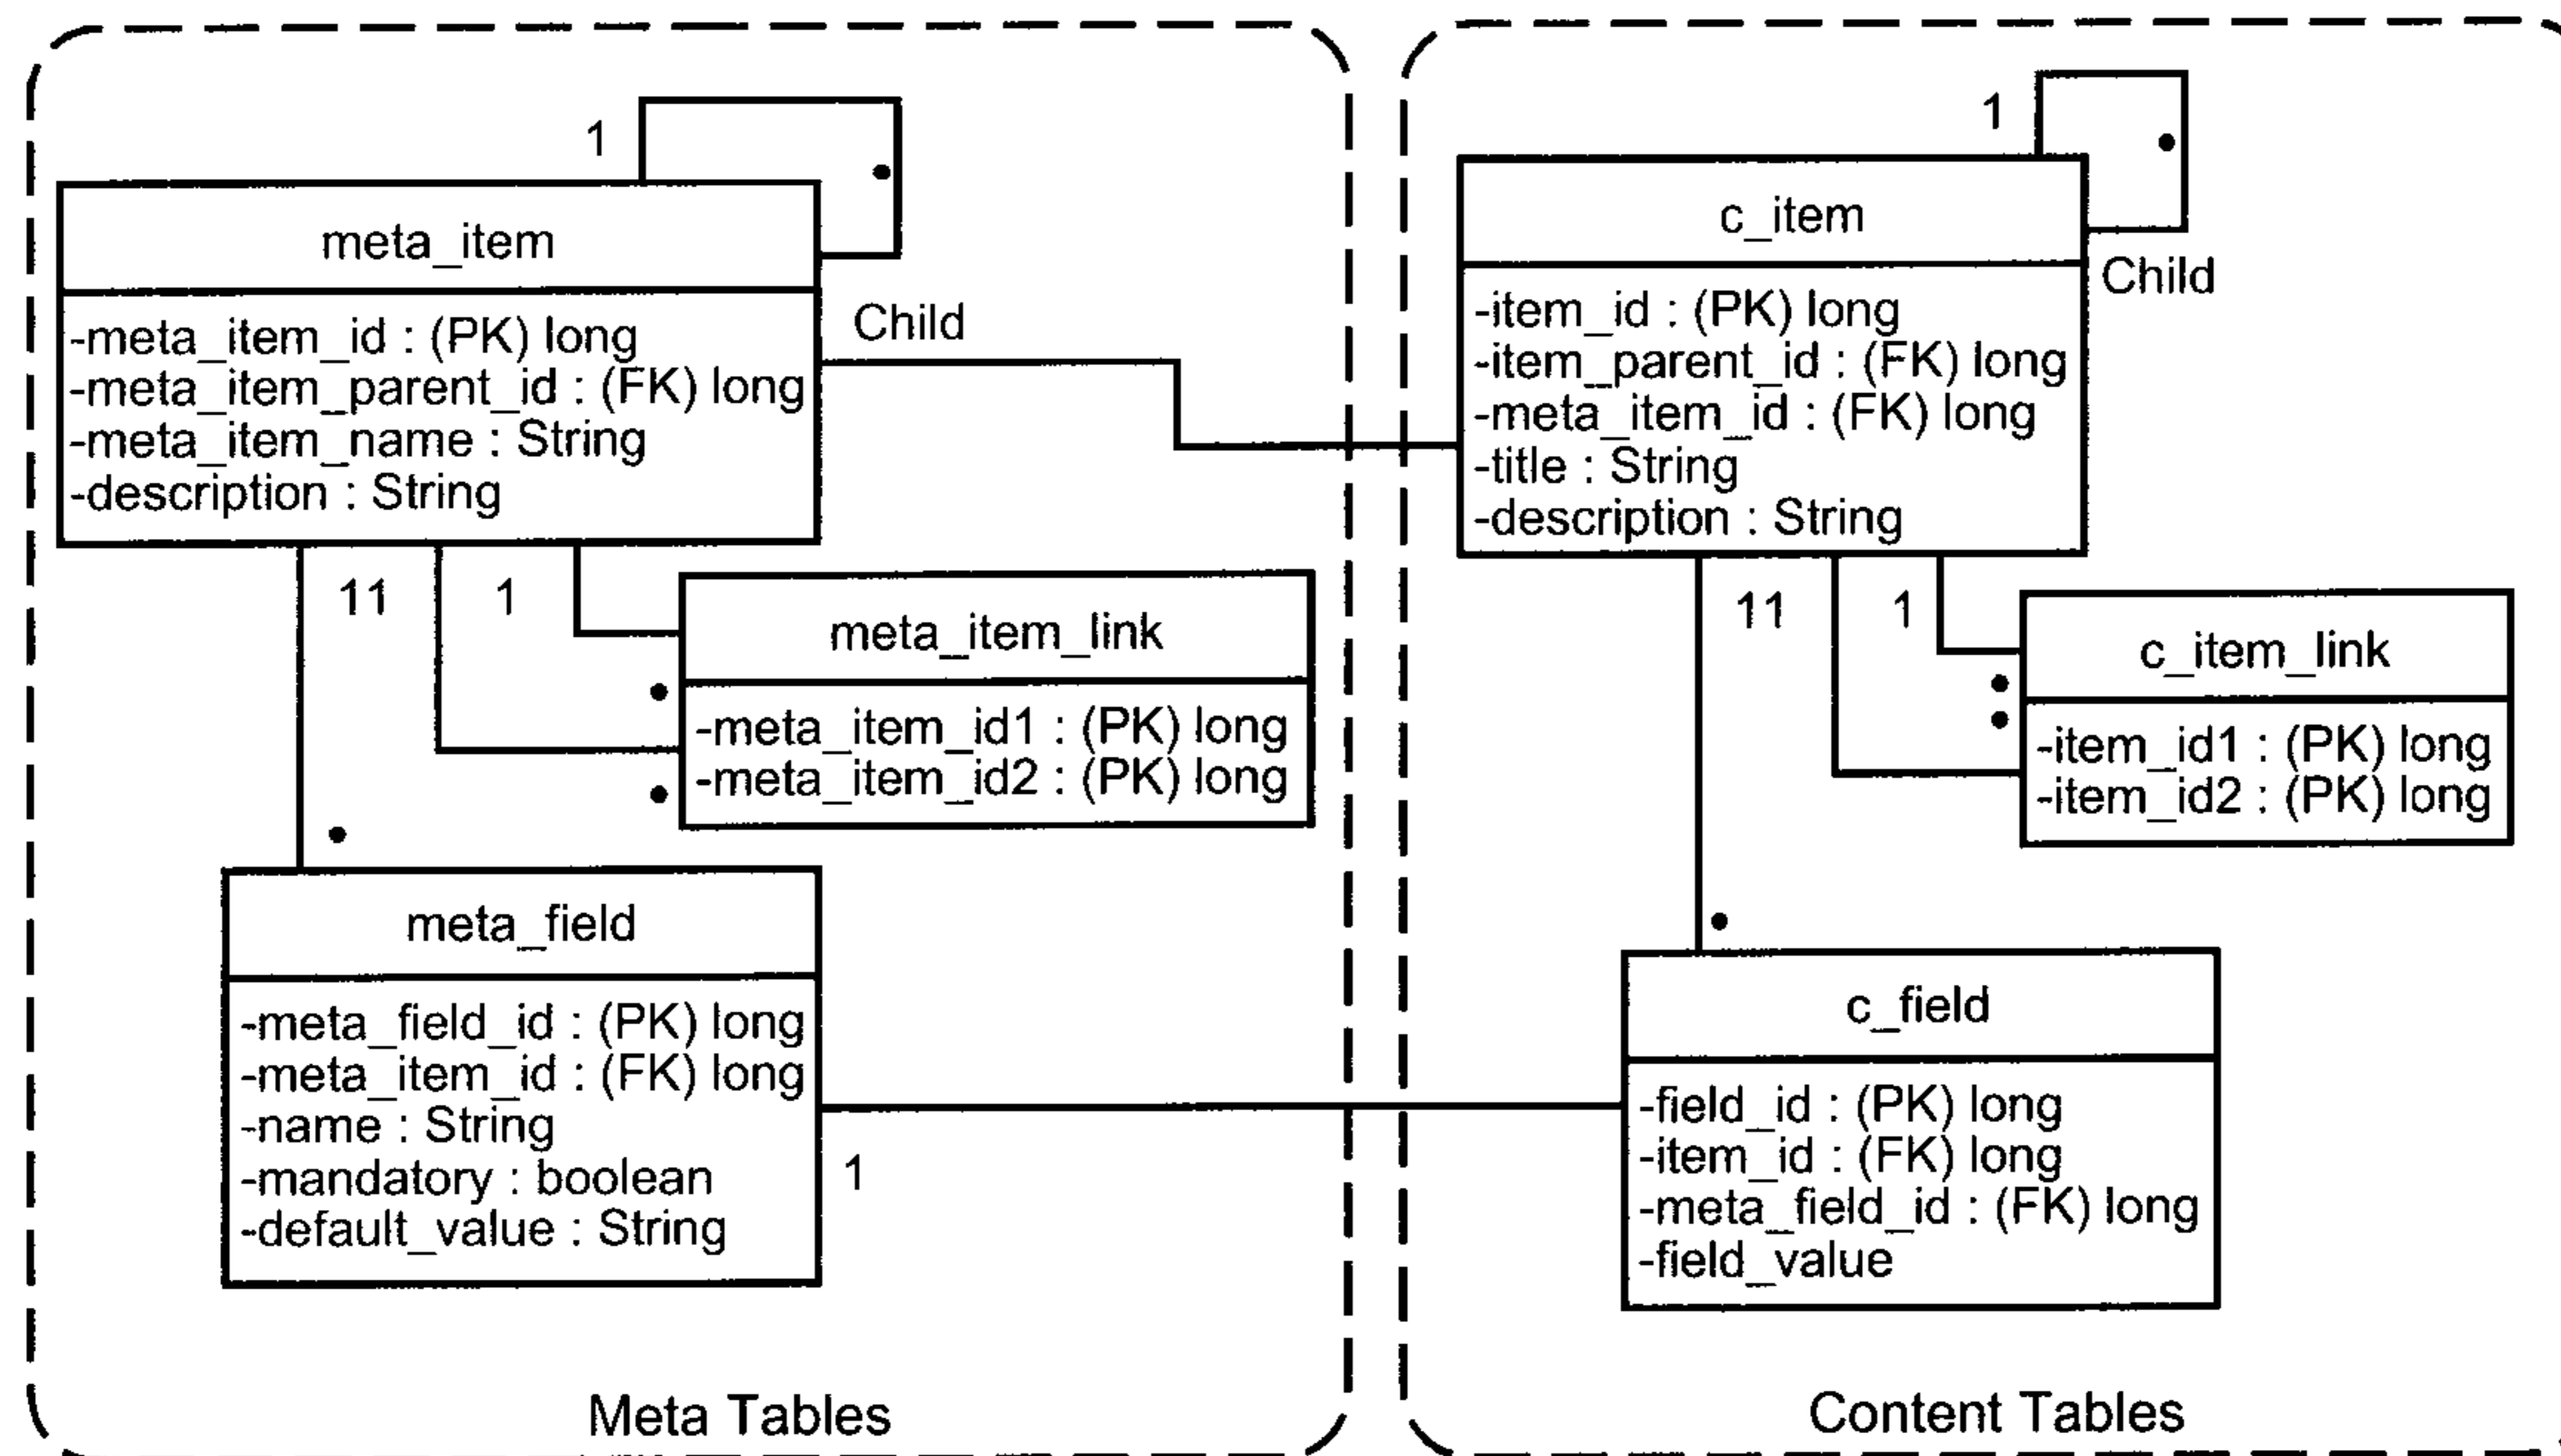 1
meta_item
Child
-meta_item_id : (PK) long
-meta_item_parent_id : (FK) long
-meta_item_name : String
-description : String
11
1
meta_item_link
-meta_item_id1 : (PK) long
-meta_item_id2 : (PK) long
meta_field
-meta_field_id : (PK) long
-meta_item_id : (FK) long
-name : String
-mandatory : boolean
-default_value : String
1
Meta Tables
1
c_item
Child
-item_id : (PK) long
-item_parent_id : (FK) long
-meta_item_id : (FK) long
-title : String
-description : String
11
1
c_item_link
-item_id1 : (PK) long
-item_id2 : (PK) long
c_field
-field_id : (PK) long
-item_id : (FK) long
-meta_field_id : (FK) long
-field_value
Content Tables